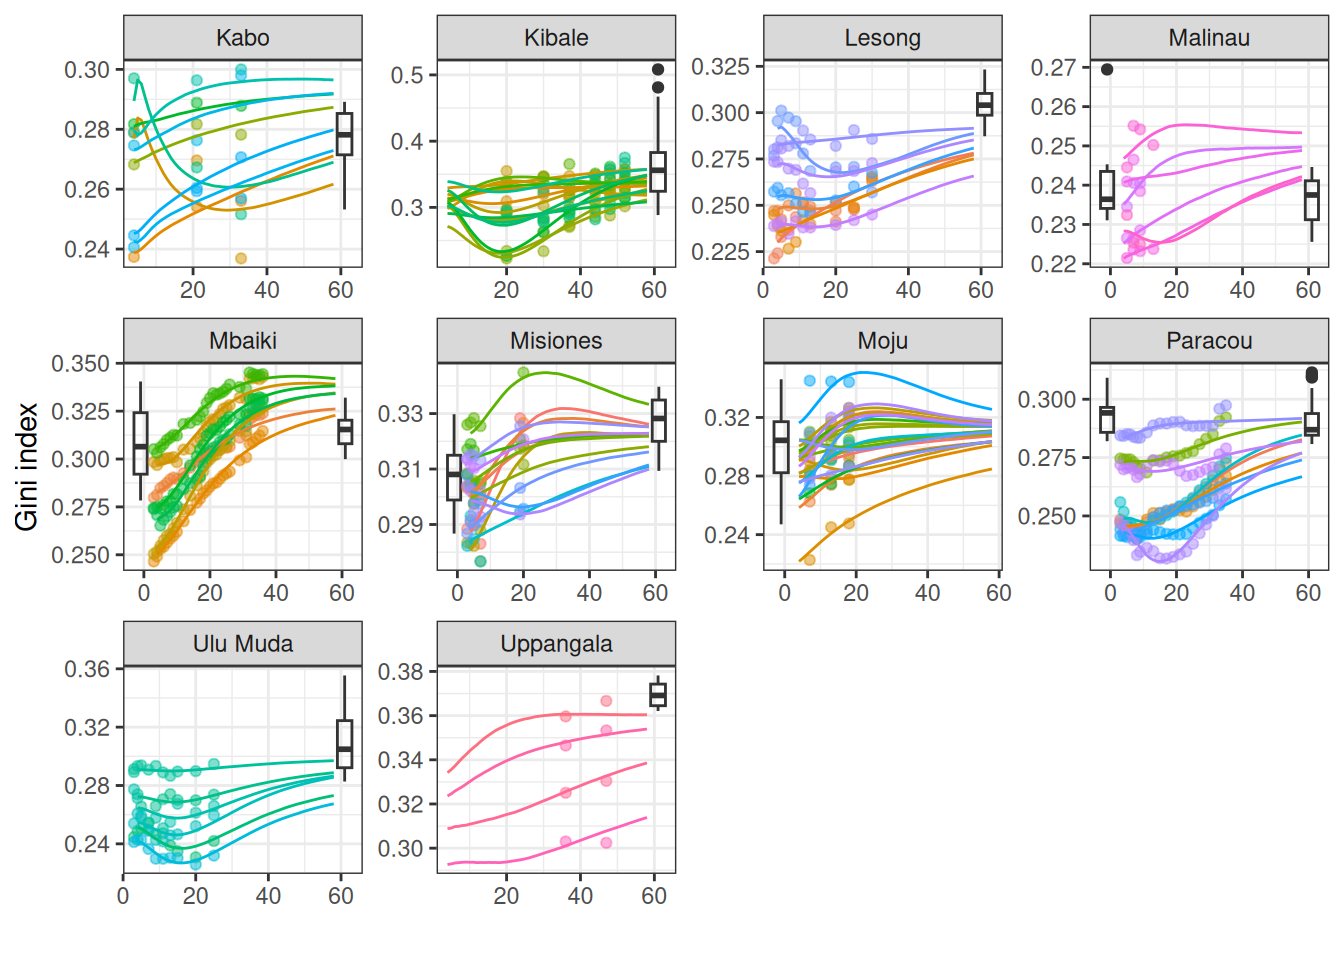 Kabo Kibale Lesong Malinau
0.30 0.28 0.26 0.24
0.5 0.4 0.3
0.325 0.300 0.275 0.250 0.225
0.27 0.26 0.25 0.24 0.23 0.22
20 40 60
20 40 60
0 20 40 60
0 20 40 60
Mbaiki Misiones Moju Paracou
0.350 0.325 0.300 0.275 0.250
0.33 0.31 0.29
0.32 0.28 0.24
0.300 0.275 0.250
0 20 40 60
0 20 40 60
0 20 40 60
0 20 40 60
Gini index
Ulu Muda Uppangala
0.36 0.32 0.28 0.24
0.38 0.36 0.34 0.32 0.30
0 20 40 60
20 40 60